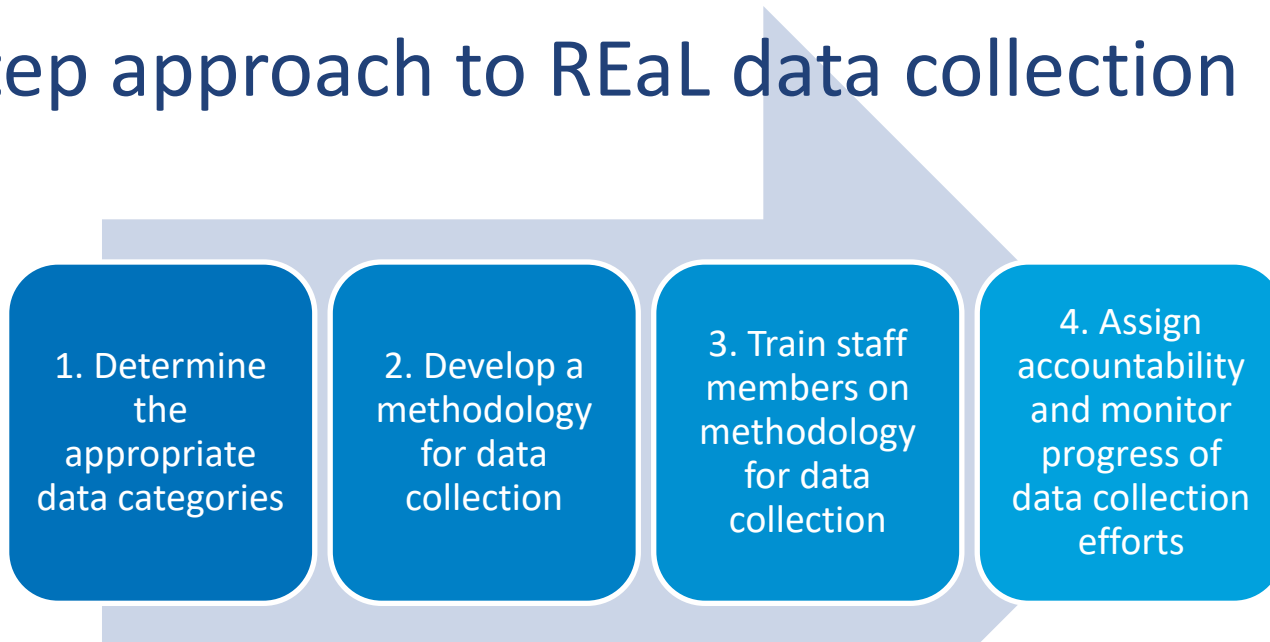 tep approach to REaL data collection
1. Determine
the
appropriate
data categories
2. Develop a
methodology
for data
collection
3. Train staff
members on
methodology
for data
collection
4. Assign
accountability
and monitor
progress of
data collection
efforts